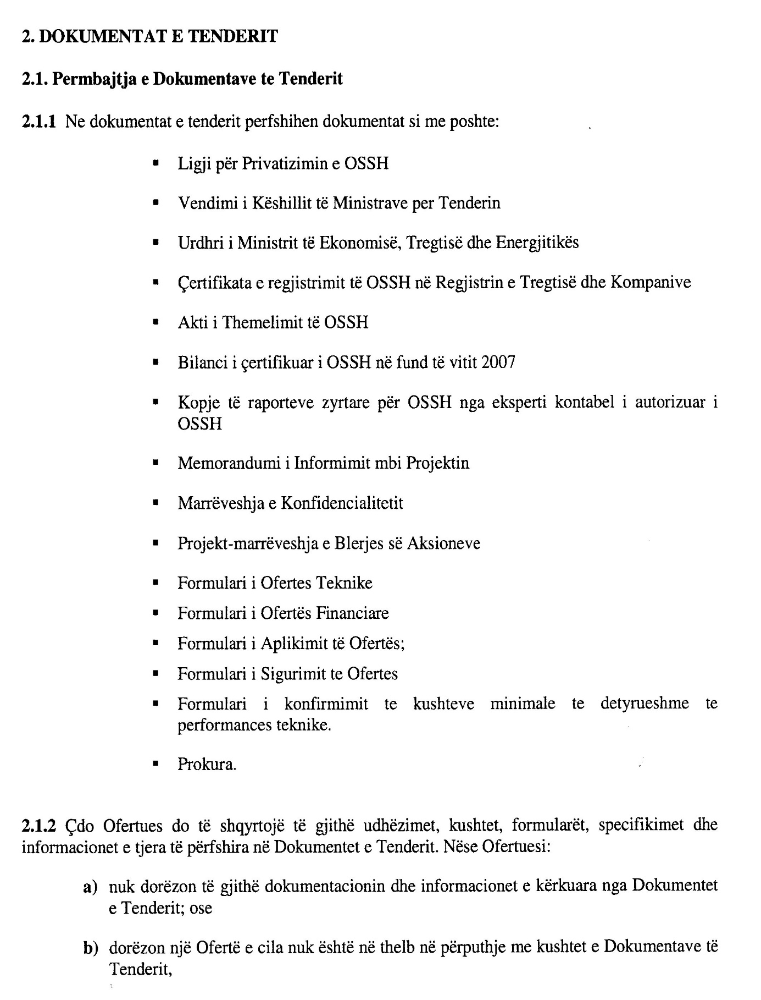 2. DOKUMENTAT E TENDERIT
2.1. Permbajtja e Dokumentave te Tenderit
2.1.1 Ne dokumentat e tenderit perfshihen dokumentat si me poshte:
▪ Ligji për Privatizimin e OSSH
▪ Vendimi i Këshillit të Ministrave per Tenderin
▪ Urdhri i Ministrit të Ekonomisë, Tregtisë dhe Energjitikës
▪ Çertifikata e regjistrimit të OSSH në Regjistrin e Tregtisë dhe Kompanive
▪ Akti i Themelimit të OSSH
▪ Bilanci i çertifikuar i OSSH në fund të vitit 2007
▪ Kopje të raporteve zyrtare për OSSH nga eksperti kontabel i autorizuar i
OSSH
▪ Memorandumi i Informimit mbi Projektin
▪ Marrëveshja e Konfidencialitetit
▪ Projekt-marrëveshja e Blerjes së Aksioneve
▪ Formulari i Ofertes Teknike
▪ Formulari i Ofertës Financiare
▪ Formulari i Aplikimit të Ofertës;
▪ Formulari i Sigurimit te Ofertes
▪ Formulari i konfirmimit te kushteve minimale te detyrueshme te
performances teknike.
▪ Prokura.
2.1.2 Çdo Ofertues do të shqyrtojë të gjithë udhëzimet, kushtet, formularët, specifikimet dhe
informacionet e tjera të përfshira në Dokumentet e Tenderit. Nëse Ofertuesi:
a) nuk dorëzon të gjithë dokumentacionin dhe informacionet e kërkuara nga Dokumentet
e Tenderit; ose
b) dorëzon një Ofertë e cila nuk është në thelb në përputhje me kushtet e Dokumentave të
Tenderit,